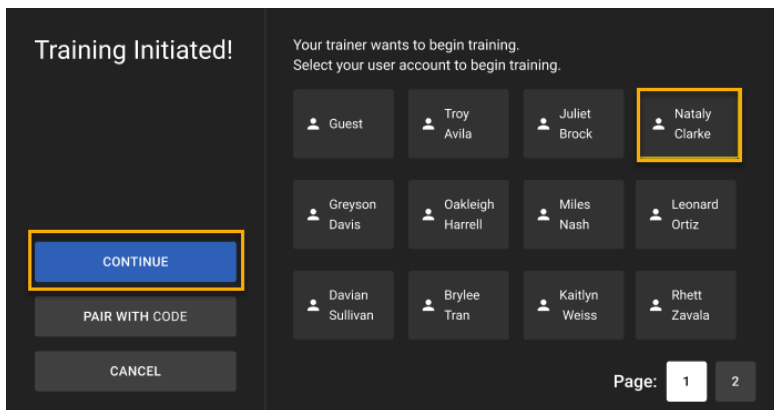 Training Initiated!
CONTINUE
PAIR WITH CODE
CANCEL
Your trainer wants to begin training.
Select your user account to begin training.
Guest
Troy
Avila
Juliet
Brock
Nataly
Clarke
Greyson
Davis
Oakleigh
Harrell
Miles
Nash
Leonard
Ortiz
Davian
Sullivan
Brylee
Tran
Kaitlyn
Weiss
Rhett
Zavala
Page: 1 2